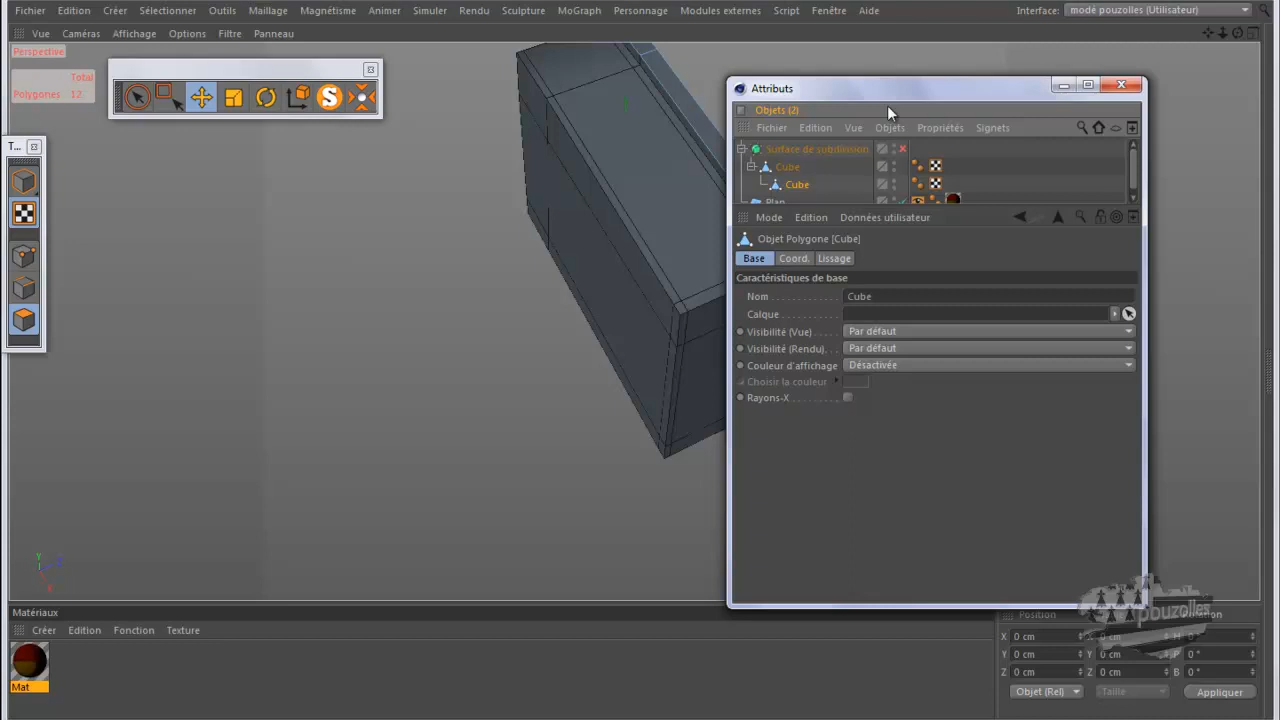 Fichier Edition Créer Sélectionner Outils Maillage Magnétisme Animer Simuler Rendu Sculpture MoGraph Personnage Modules externes Script Fenêtre Aide Interface: mode pouzolles (Utilisateur)
Vue Caméras Affichage Options Filtre Panneau
Perspective
Total
Polygones 12
T...
Attributs
Objets (2)
Fichier Edition Vue Objets Propriétés Signets
Surface de subdivision
Cube
Cube
Plan
Mode Edition Données utilisateur
Objet Polygone [Cube]
Base Coord. Lissage
Caractéristiques de base
Nom Cube
Calque
Visibilité (Vue) Par défaut
Visibilité (Rendu) Par défaut
Couleur d'affichage Désactivée
Choisir la couleur
Rayons-X
Y
Z
X
Matériaux
Créer Edition Fonction Texture
Mat
pouzolles
Position
X 0 cm X 0 cm H 0 °
Y 0 cm Y 0 cm P 0 °
Z 0 cm Z 0 cm B 0 °
Objet (Rel) Taille Appliquer